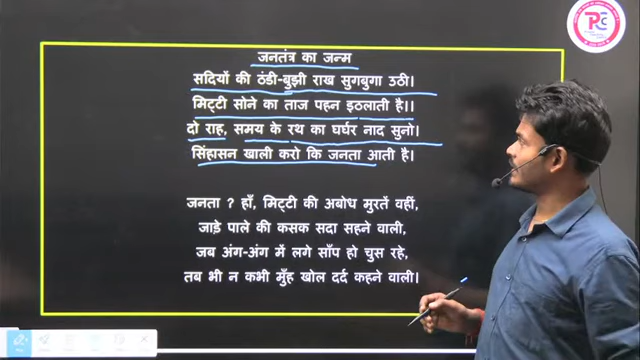 जनतंत्र का जन्म
सदियों की ठंडी-बुझी राख सुगबुगा उठी।
मिट्टी सोने का ताज पहन इठलाती है।।
दो राह, समय के रथ का घर्घर नाद सुनो।
सिंहासन खाली करो कि जनता आती है।
जनता ? हाँ, मिट्टी की अबोध मुरतें वहीं,
जाड़े पाले की कसक सदा सहने वाली,
जब अंग-अंग में लगे साँप हो चुस रहे,
तब भी न कभी मुँह खोल दर्द कहने वाली।